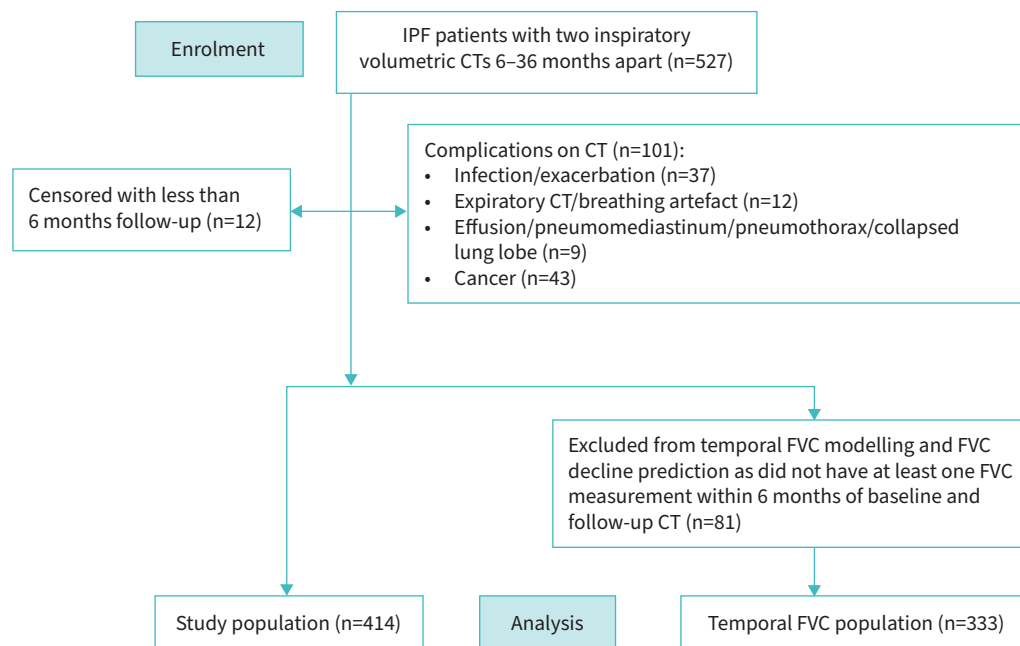 Enrolment
IPF patients with two inspiratory
volumetric CTs 6–36 months apart (n=527)
Censored with less than
6 months follow-up (n=12)
Complications on CT (n=101):
• Infection/exacerbation (n=37)
• Expiratory CT/breathing artefact (n=12)
• Effusion/pneumomediastinum/pneumothorax/collapsed
lung lobe (n=9)
• Cancer (n=43)
Excluded from temporal FVC modelling and FVC
decline prediction as did not have at least one FVC
measurement within 6 months of baseline and
follow-up CT (n=81)
Study population (n=414)
Analysis
Temporal FVC population (n=333)